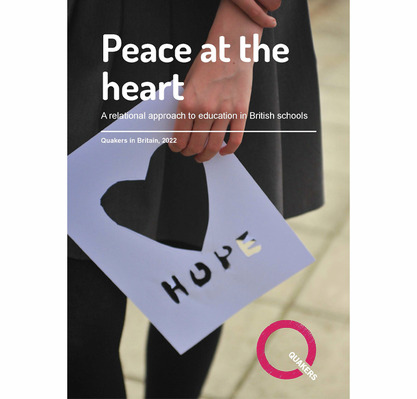 Peace at the
heart
A relational approach to education in British schools
Quakers in Britain, 2022
HOPE
QUAKERS